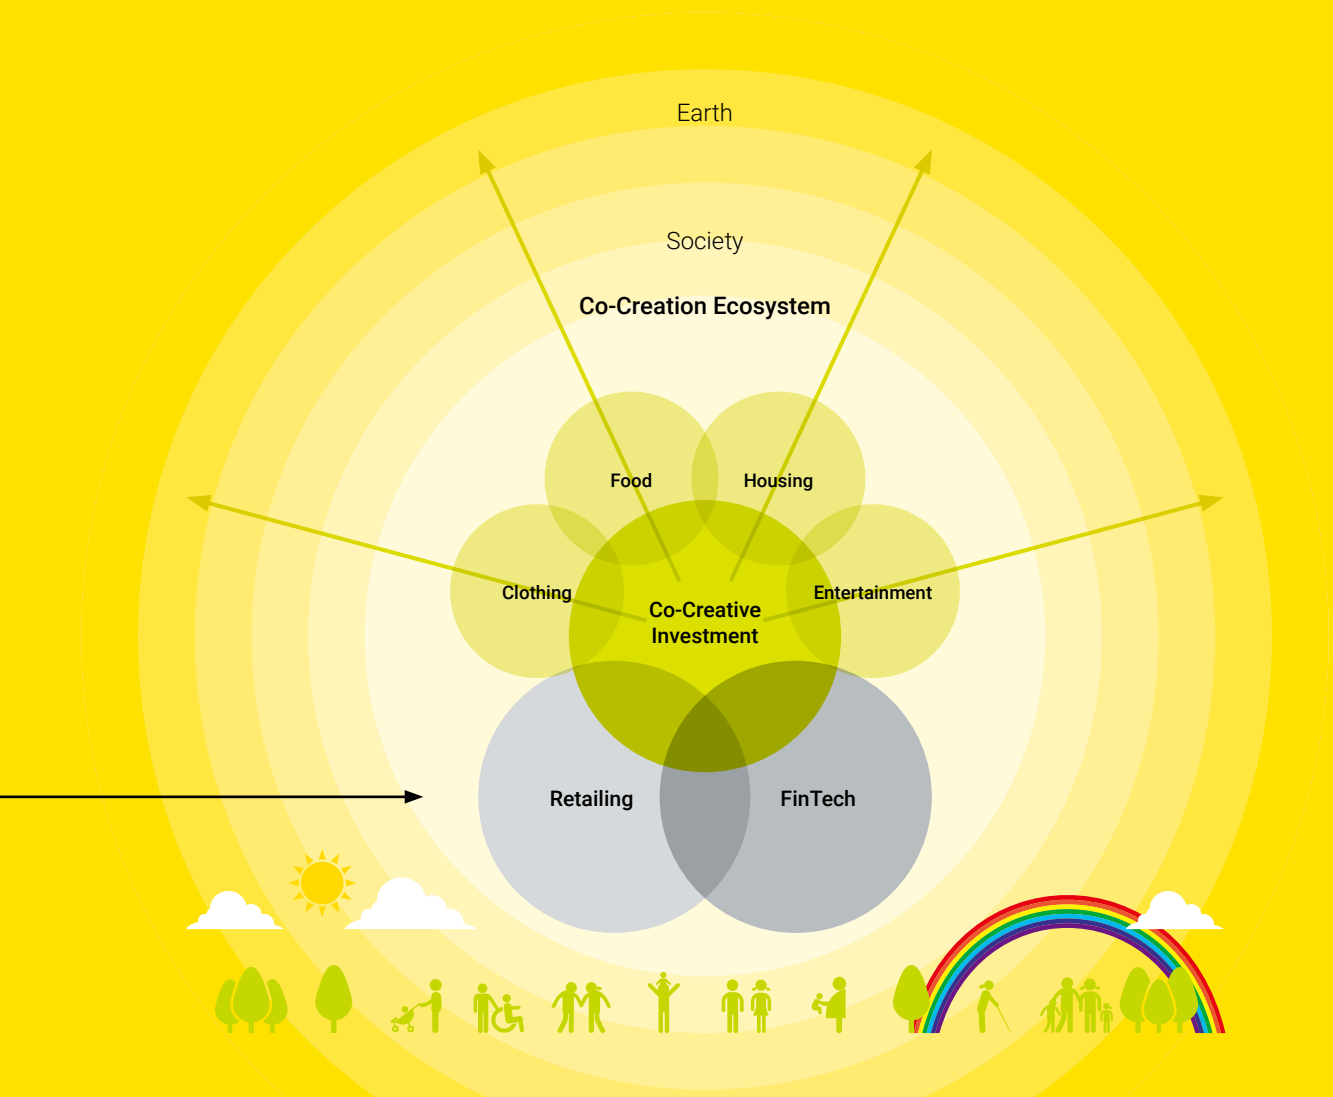 Earth
Society
Co-Creation Ecosystem
Food
Housing
Clothing
Entertainment
Co-Creative
Investment
Retailing
FinTech